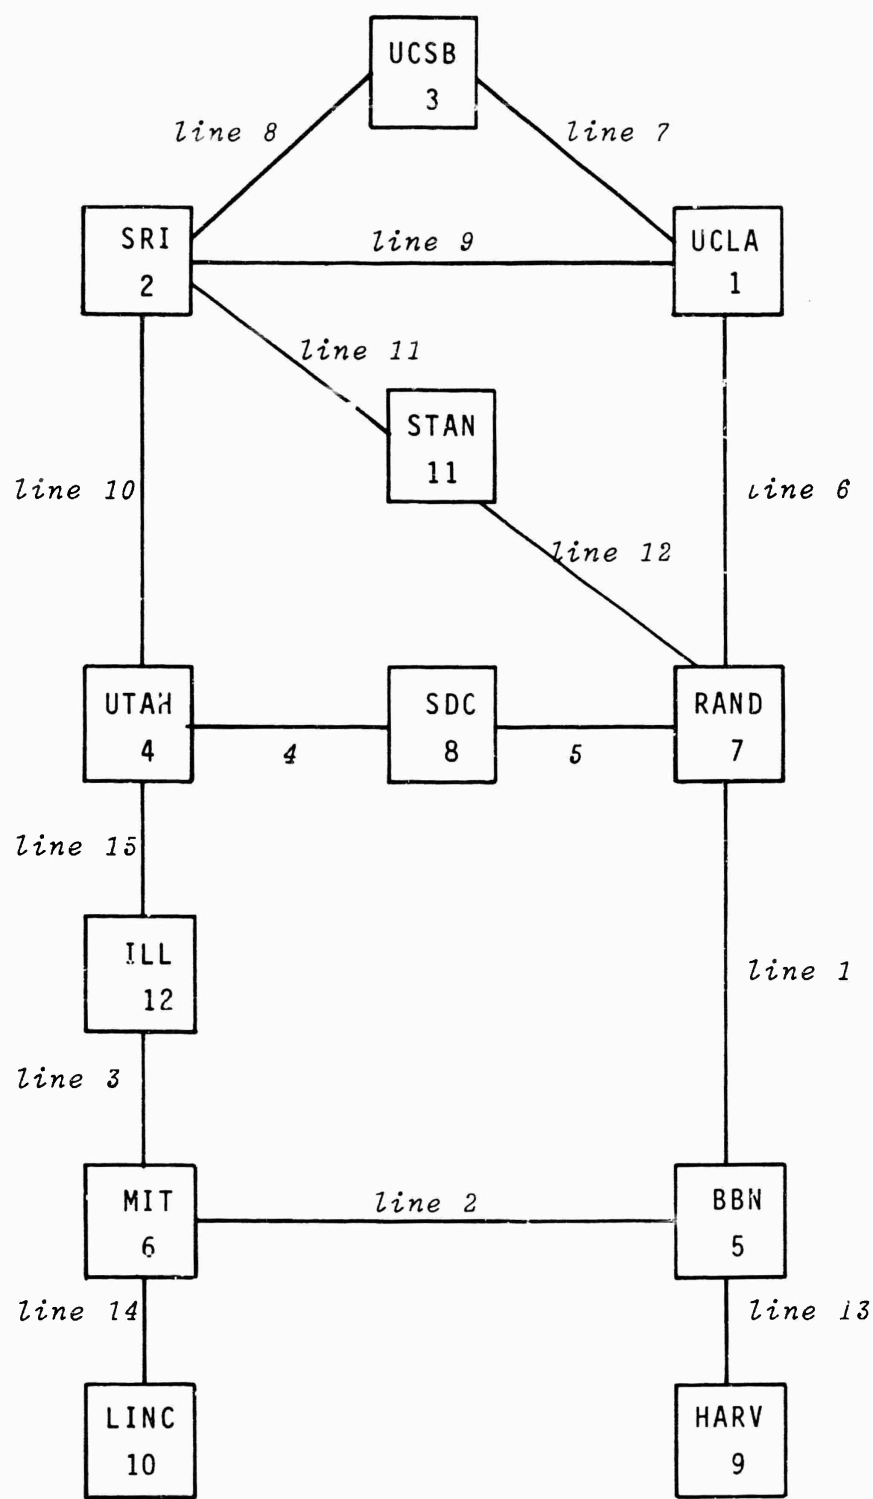 UCSB
3
line 8
line 7
SRI
2
line 9
UCLA
1
line 11
STAN
11
line 10
line 6
line 12
UTAH
4
4
SDC
8
5
RAND
7
line 15
ILL
12
line 1
line 3
MIT
6
line 2
BBN
5
line 14
line 13
LINC
10
HARV
9